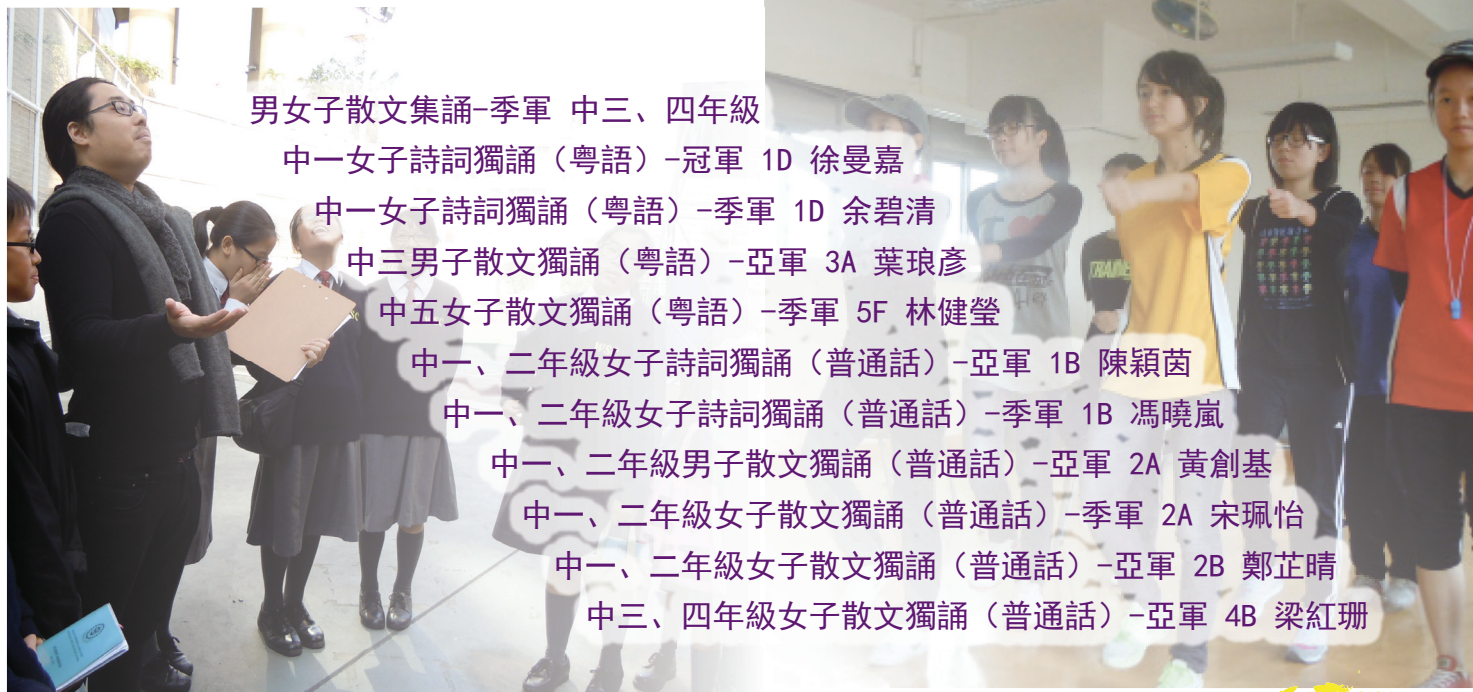 男女子散文集誦-季軍 中三、四年級
中一女子詩詞獨誦（粵語）-冠軍 1D 徐曼嘉
中一女子詩詞獨誦（粵語）-季軍 1D 余碧清
中三男子散文獨誦（粵語）-亞軍 3A 葉琅彥
中五女子散文獨誦（粵語）-季軍 5F 林健瑩
中一、二年級女子詩詞獨誦（普通話）-亞軍 1B 陳穎茵
中一、二年級女子詩詞獨誦（普通話）-季軍 1B 馮曉嵐
中一、二年級男子散文獨誦（普通話）-亞軍 2A 黃創基
中一、二年級女子散文獨誦（普通話）-季軍 2A 宋珮怡
中一、二年級女子散文獨誦（普通話）-亞軍 2B 鄭芷晴
中三、四年級女子散文獨誦（普通話）-亞軍 4B 梁紅珊